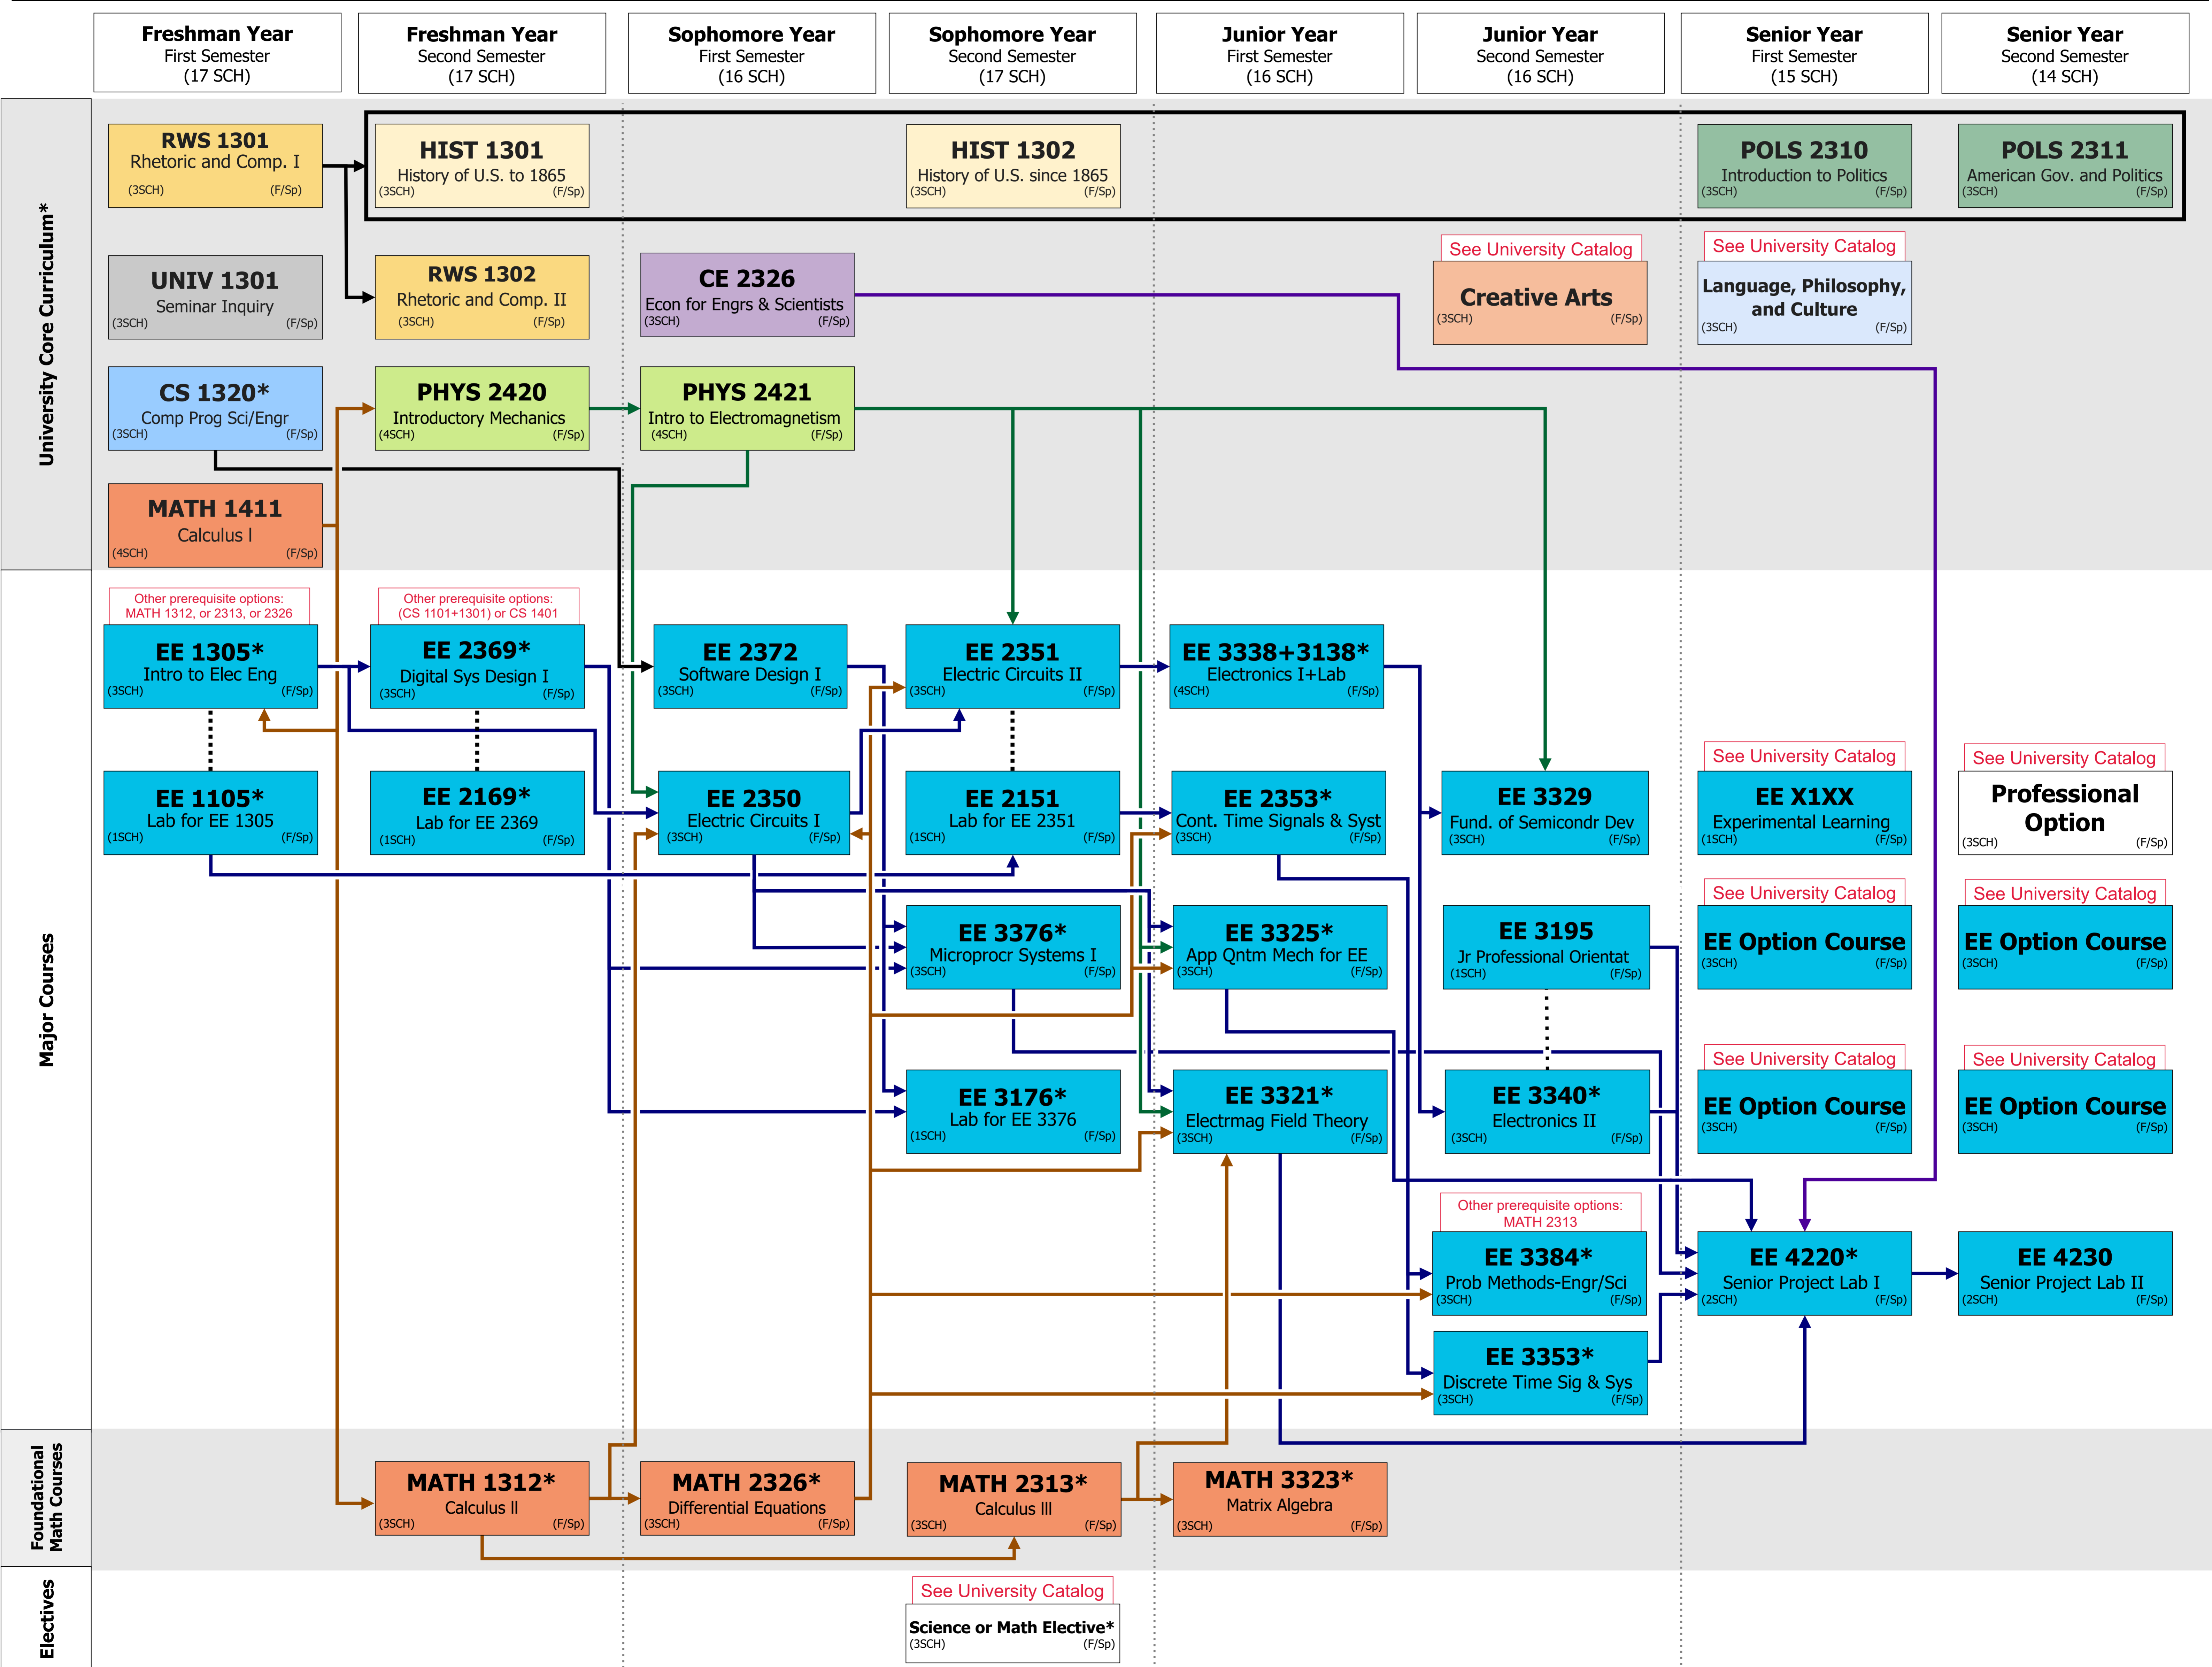 Freshman Year
First Semester
(17 SCH)
Freshman Year
Second Semester
(17 SCH)
Sophomore Year
First Semester
(16 SCH)
Sophomore Year
Second Semester
(17 SCH)
Junior Year
First Semester
(16 SCH)
Junior Year
Second Semester
(16 SCH)
Senior Year
First Semester
(15 SCH)
Senior Year
Second Semester
(14 SCH)
University Core Curriculum*
RWS 1301
Rhetoric and Comp. I
(3SCH) (F/Sp)
HIST 1301
History of U.S. to 1865
(3SCH) (F/Sp)
HIST 1302
History of U.S. since 1865
(3SCH) (F/Sp)
POLS 2310
Introduction to Politics
(3SCH) (F/Sp)
POLS 2311
American Gov. and Politics
(3SCH) (F/Sp)
UNIV 1301
Seminar Inquiry
(3SCH) (F/Sp)
RWS 1302
Rhetoric and Comp. II
(3SCH) (F/Sp)
CE 2326
Econ for Engrs & Scientists
(3SCH) (F/Sp)
See University Catalog
Creative Arts
(3SCH) (F/Sp)
See University Catalog
Language, Philosophy,
and Culture
(3SCH) (F/Sp)
CS 1320*
Comp Prog Sci/Engr
(3SCH) (F/Sp)
PHYS 2420
Introductory Mechanics
(4SCH) (F/Sp)
PHYS 2421
Intro to Electromagnetism
(4SCH) (F/Sp)
MATH 1411
Calculus l
(4SCH) (F/Sp)
Major Courses
Other prerequisite options:
MATH 1312, or 2313, or 2326
EE 1305*
Intro to Elec Eng
(3SCH) (F/Sp)
Other prerequisite options:
(CS 1101+1301) or CS 1401
EE 2369*
Digital Sys Design I
(3SCH) (F/Sp)
EE 2372
Software Design I
(3SCH) (F/Sp)
EE 2351
Electric Circuits II
(3SCH) (F/Sp)
EE 3338+3138*
Electronics I+Lab
(4SCH) (F/Sp)
EE 1105*
Lab for EE 1305
(1SCH) (F/Sp)
EE 2169*
Lab for EE 2369
(1SCH) (F/Sp)
EE 2350
Electric Circuits I
(3SCH) (F/Sp)
EE 2151
Lab for EE 2351
(1SCH) (F/Sp)
EE 2353*
Cont. Time Signals & Syst
(3SCH) (F/Sp)
EE 3329
Fund. of Semicondr Dev
(3SCH) (F/Sp)
See University Catalog
EE X1XX
Experimental Learning
(1SCH) (F/Sp)
See University Catalog
Professional
Option
(3SCH) (F/Sp)
EE 3376*
Microprocr Systems I
(3SCH) (F/Sp)
EE 3325*
App Qntm Mech for EE
(3SCH) (F/Sp)
EE 3195
Jr Professional Orientat
(1SCH) (F/Sp)
See University Catalog
EE Option Course
(3SCH) (F/Sp)
See University Catalog
EE Option Course
(3SCH) (F/Sp)
EE 3176*
Lab for EE 3376
(1SCH) (F/Sp)
EE 3321*
Electrmag Field Theory
(3SCH) (F/Sp)
EE 3340*
Electronics II
(3SCH) (F/Sp)
See University Catalog
EE Option Course
(3SCH) (F/Sp)
See University Catalog
EE Option Course
(3SCH) (F/Sp)
Other prerequisite options:
MATH 2313
EE 3384*
Prob Methods-Engr/Sci
(3SCH) (F/Sp)
EE 4220*
Senior Project Lab I
(2SCH) (F/Sp)
EE 4230
Senior Project Lab II
(2SCH) (F/Sp)
EE 3353*
Discrete Time Sig & Sys
(3SCH) (F/Sp)
Foundational
Math Courses
MATH 1312*
Calculus ll
(3SCH) (F/Sp)
MATH 2326*
Differential Equations
(3SCH) (F/Sp)
MATH 2313*
Calculus lll
(3SCH) (F/Sp)
MATH 3323*
Matrix Algebra
(3SCH) (F/Sp)
Electives
See University Catalog
Science or Math Elective*
(3SCH) (F/Sp)